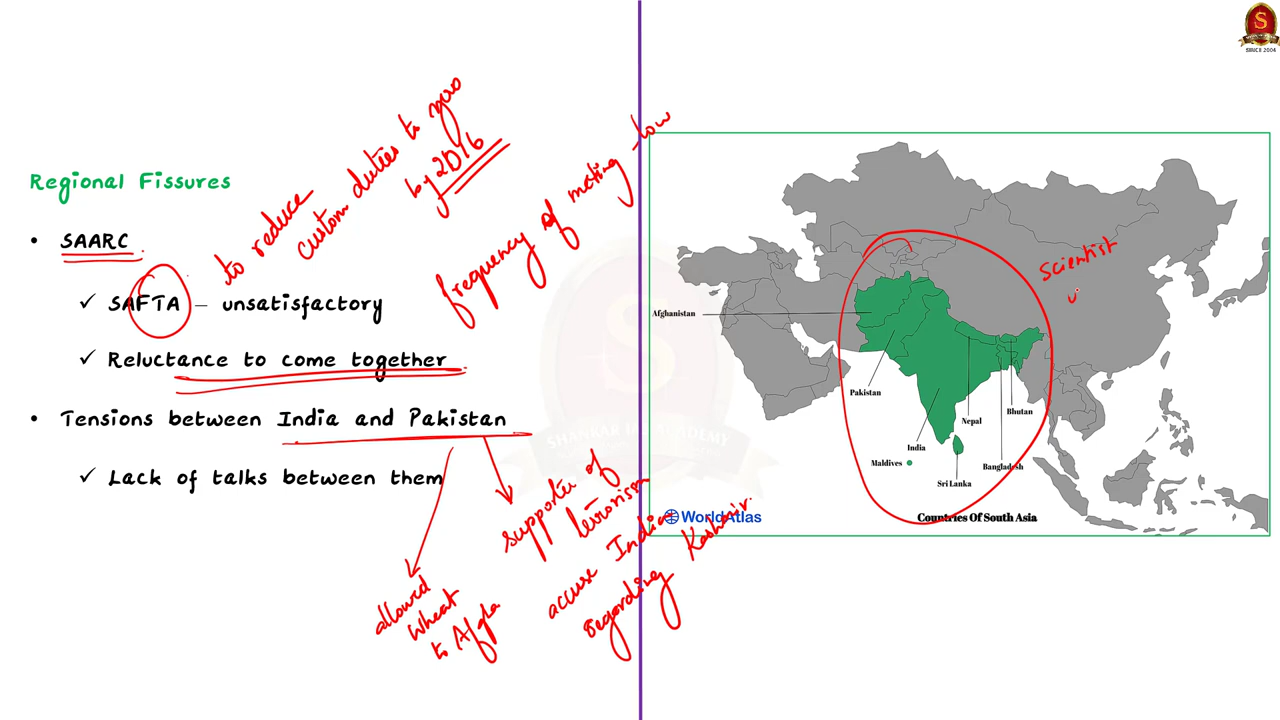 Regional Fissures
• SAARC
✓ SAFTA – unsatisfactory
✓ Reluctance to come together
• Tensions between India and Pakistan
✓ Lack of talks between them
to reduce
custom duties to zero
by 2016
frequency of meeting - low
allowed
wheat
to Afgha
supporter of
terrorism
accuse India
regarding Kashmir.
Scientist
S
SINCE 2004
Afghanistan
Pakistan
India
Nepal
Bhutan
Bangladesh
Maldives
Sri Lanka
WorldAtlas
Countries Of South Asia